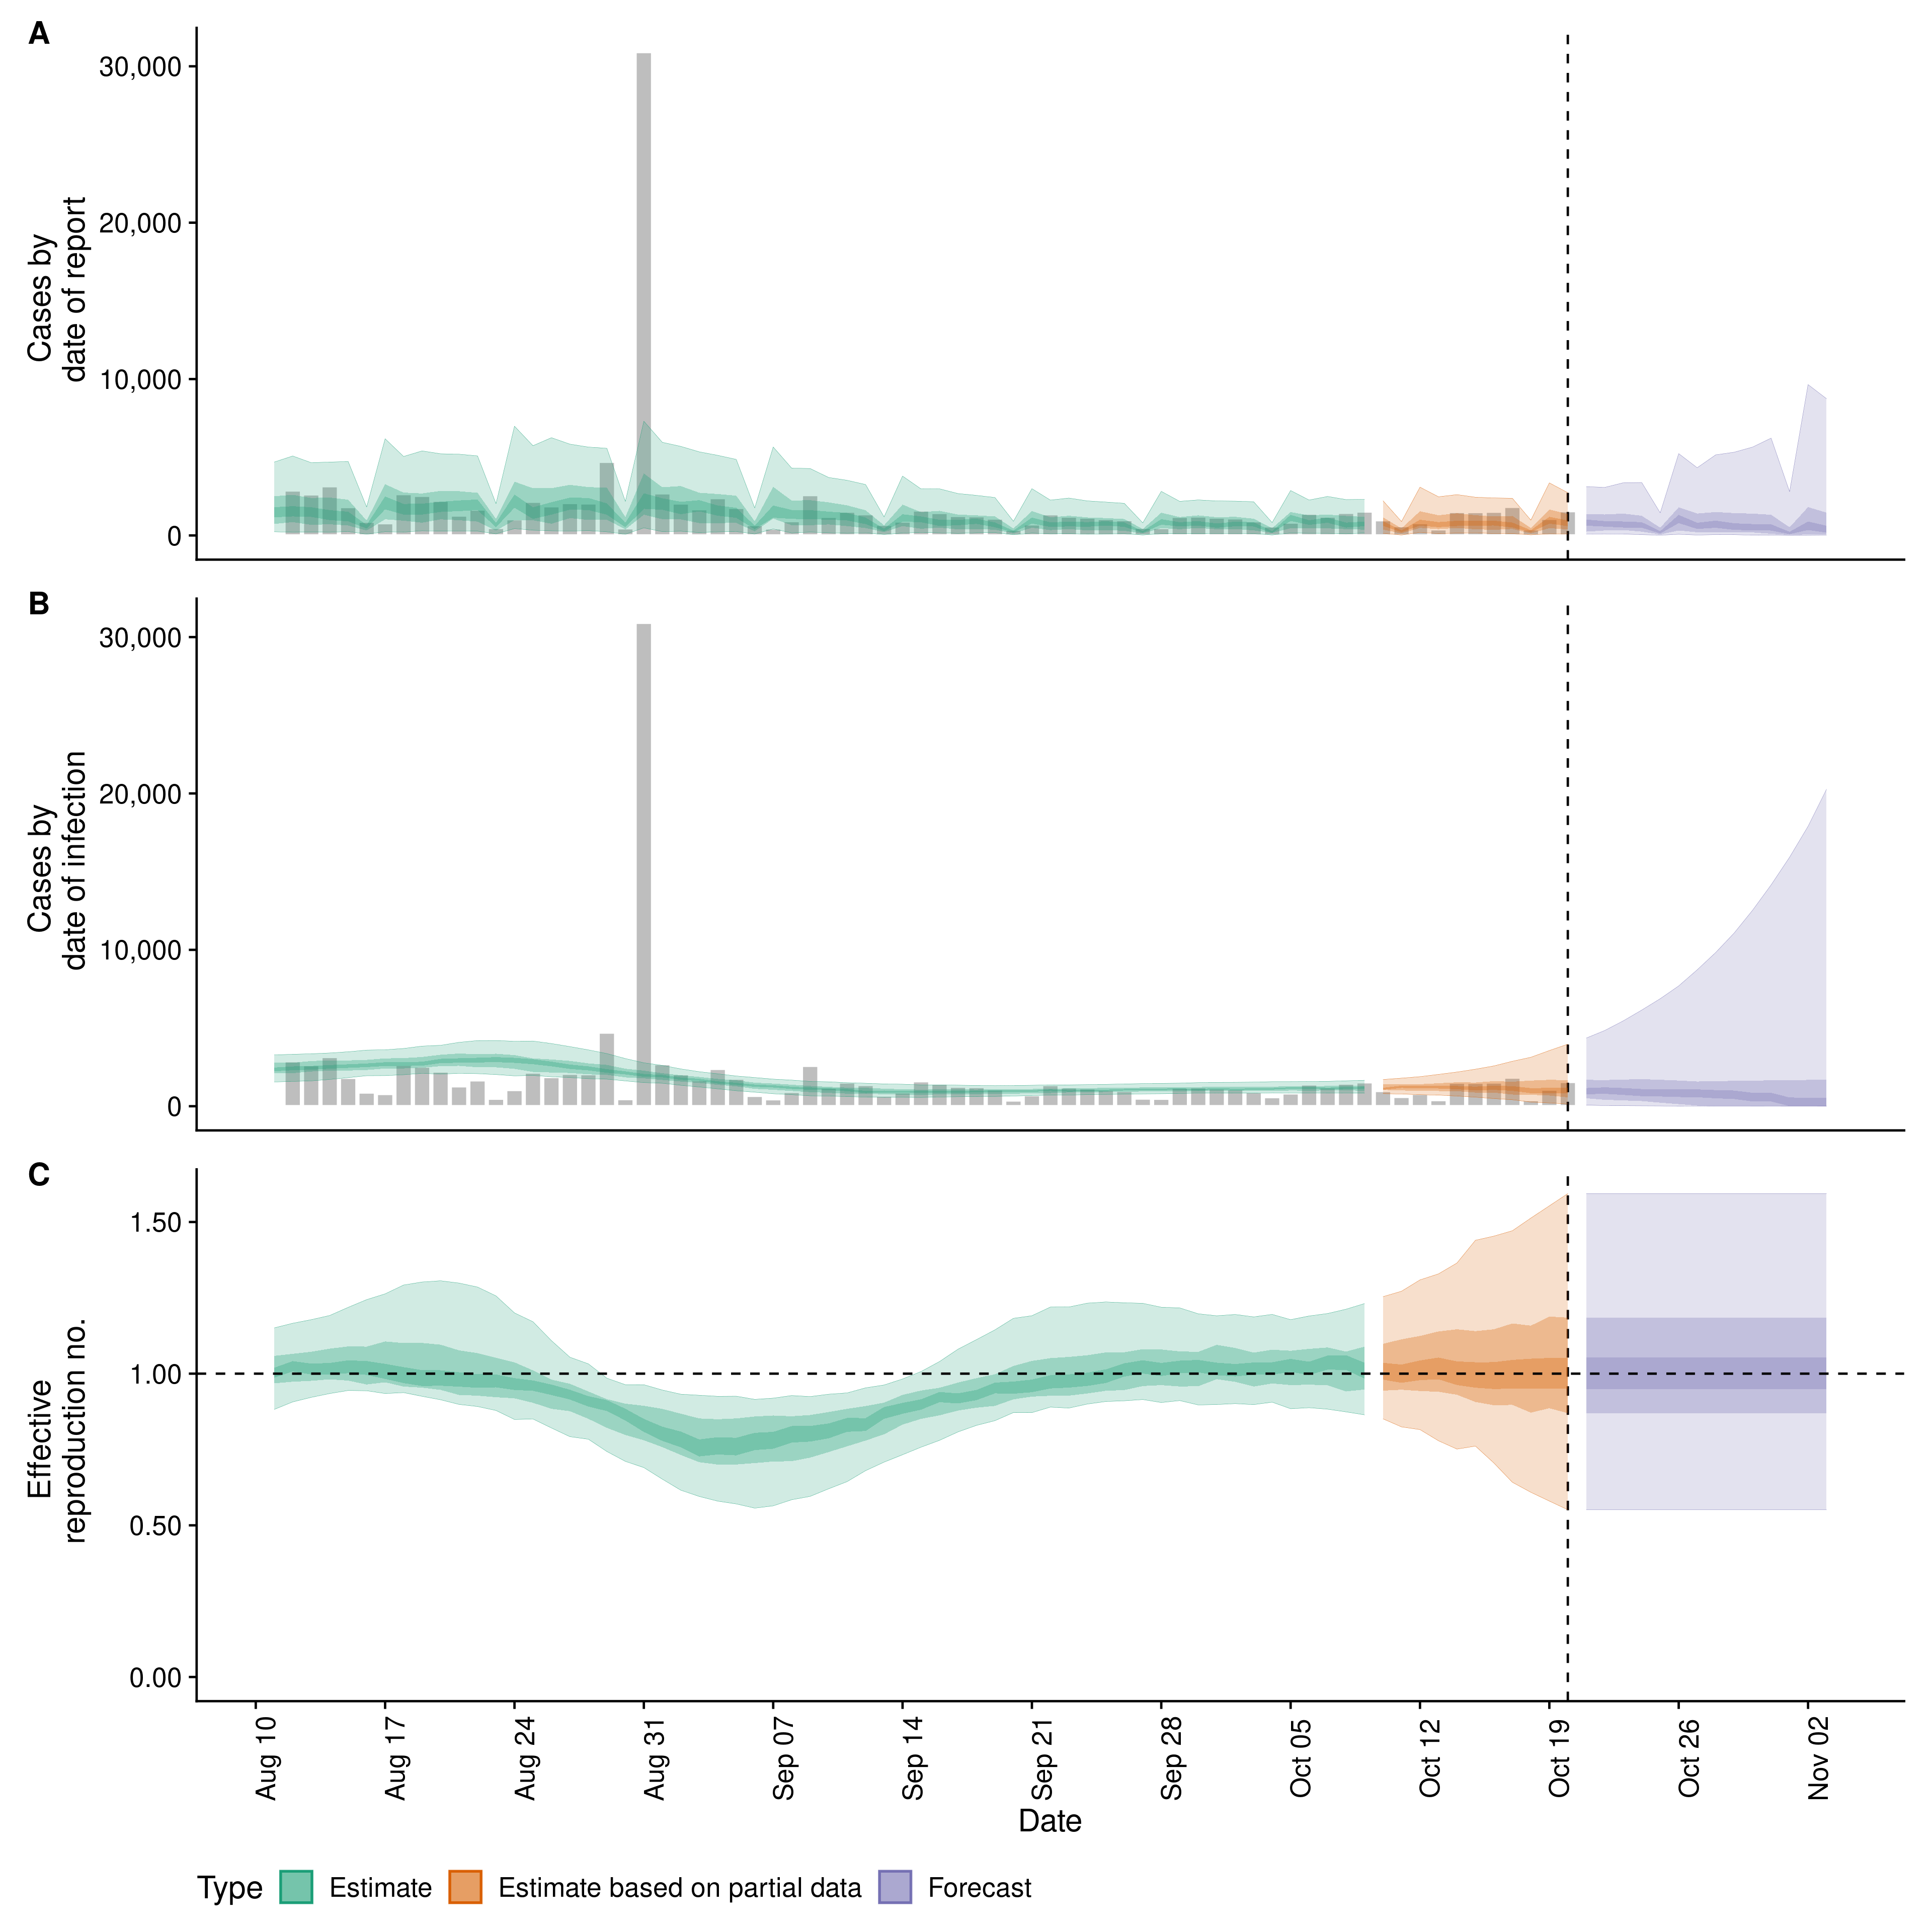 A
Cases by
date of report
30,000
20,000
10,000
0
B
Cases by
date of infection
30,000
20,000
10,000
0
C
Effective
reproduction no.
1.50
1.00
0.50
0.00
Aug 10
Aug 17
Aug 24
Aug 31
Sep 07
Sep 14
Sep 21
Sep 28
Oct 05
Oct 12
Oct 19
Oct 26
Nov 02
Date
Type Estimate Estimate based on partial data Forecast